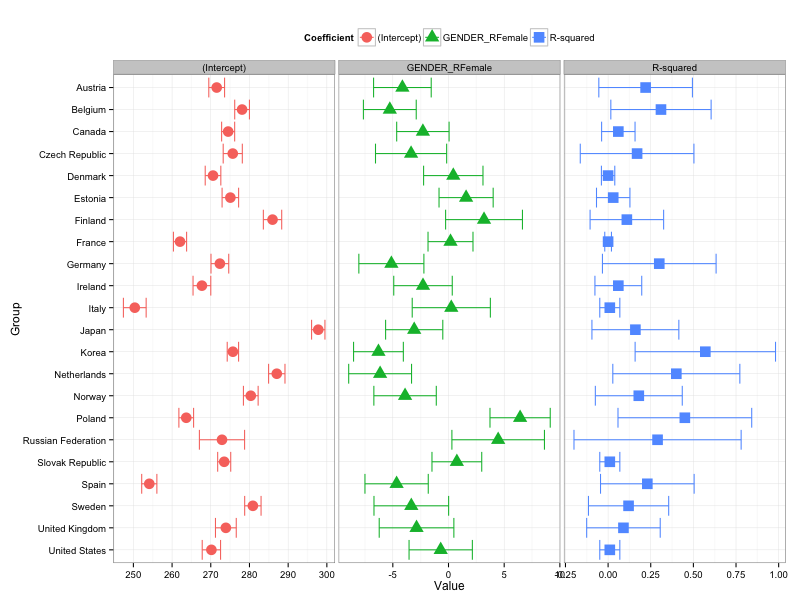 Coefficient (Intercept) GENDER_RFemale R-squared
(Intercept) GENDER_RFemale R-squared
Group
Austria
Belgium
Canada
Czech Republic
Denmark
Estonia
Finland
France
Germany
Ireland
Italy
Japan
Korea
Netherlands
Norway
Poland
Russian Federation
Slovak Republic
Spain
Sweden
United Kingdom
United States
250 260 270 280 290 300 -5 0 5 0.00 0.25 0.50 0.75 1.00
Value